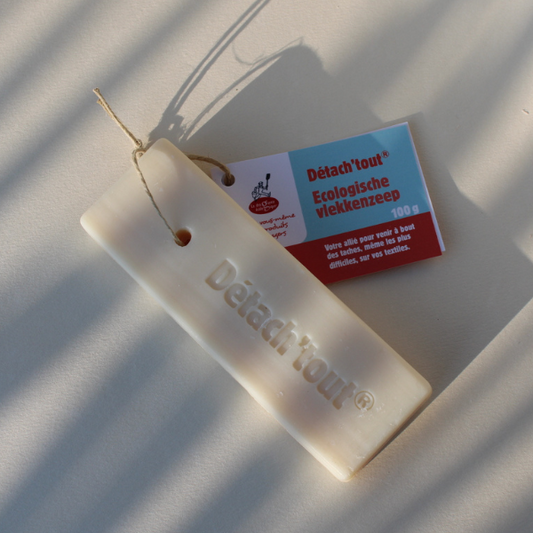 Détach'tout®
Ecologische
vlekkenzeep
100 g
Votre allié pour venir à bout
des taches, même les plus
difficiles, sur vos textiles.
Détach'tout®